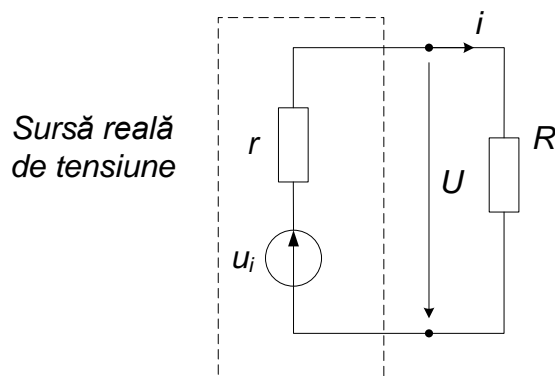 i
Sursă reală
de tensiune
r
R
U
uᵢ